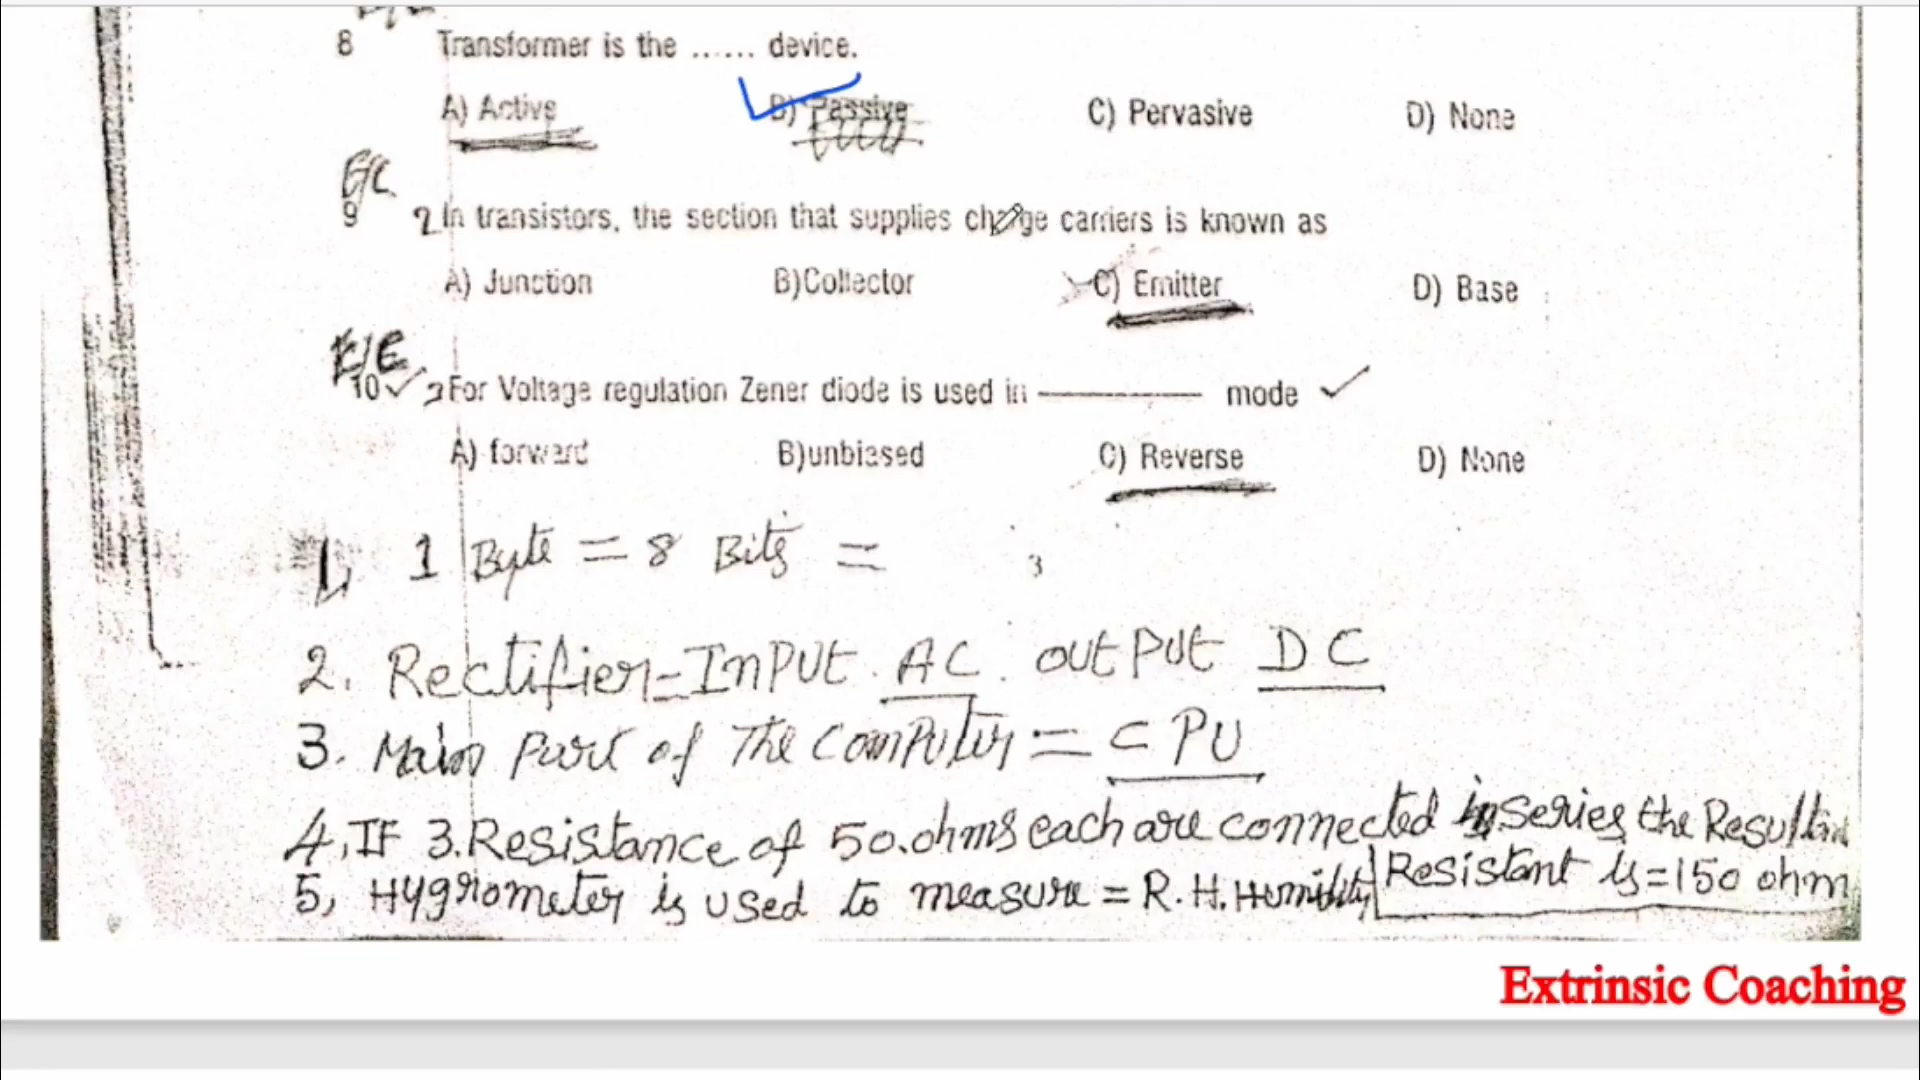 8 Transformer is the ...... device.
A) Active B) Passive C) Pervasive D) None
E/C
9 2 In transistors, the section that supplies charge carriers is known as
A) Junction B)Collector C) Emitter D) Base
E/E
10 3 For Voltage regulation Zener diode is used in ———— mode
A) forward B)unbiased C) Reverse D) None
1, 1 Byte = 8 Bits =
3
2. Rectifier=InPut. AC. outPut DC
3. Main Part of The Computer = CPU
4, IF 3. Resistance of 50.ohms each are connected in series, the Resultant
5, Hygrometer is used to measure = R.H. Humidity Resistant is=150 ohm
Extrinsic Coaching